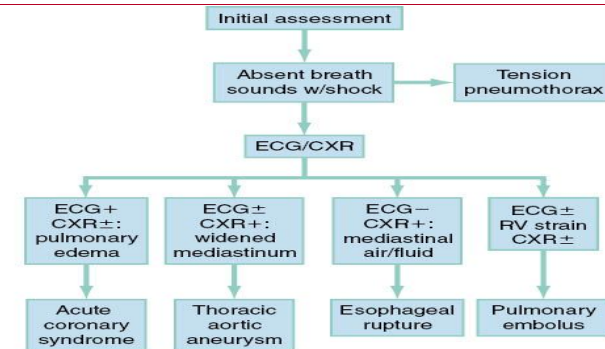 Initial assessment
Absent breath
sounds w/shock
Tension
pneumothorax
ECG/CXR
ECG+
CXR±:
pulmonary
edema
ECG±
CXR+:
widened
mediastinum
ECG−
CXR+:
mediastinal
air/fluid
ECG±
RV strain
CXR±
Acute
coronary
syndrome
Thoracic
aortic
aneurysm
Esophageal
rupture
Pulmonary
embolus